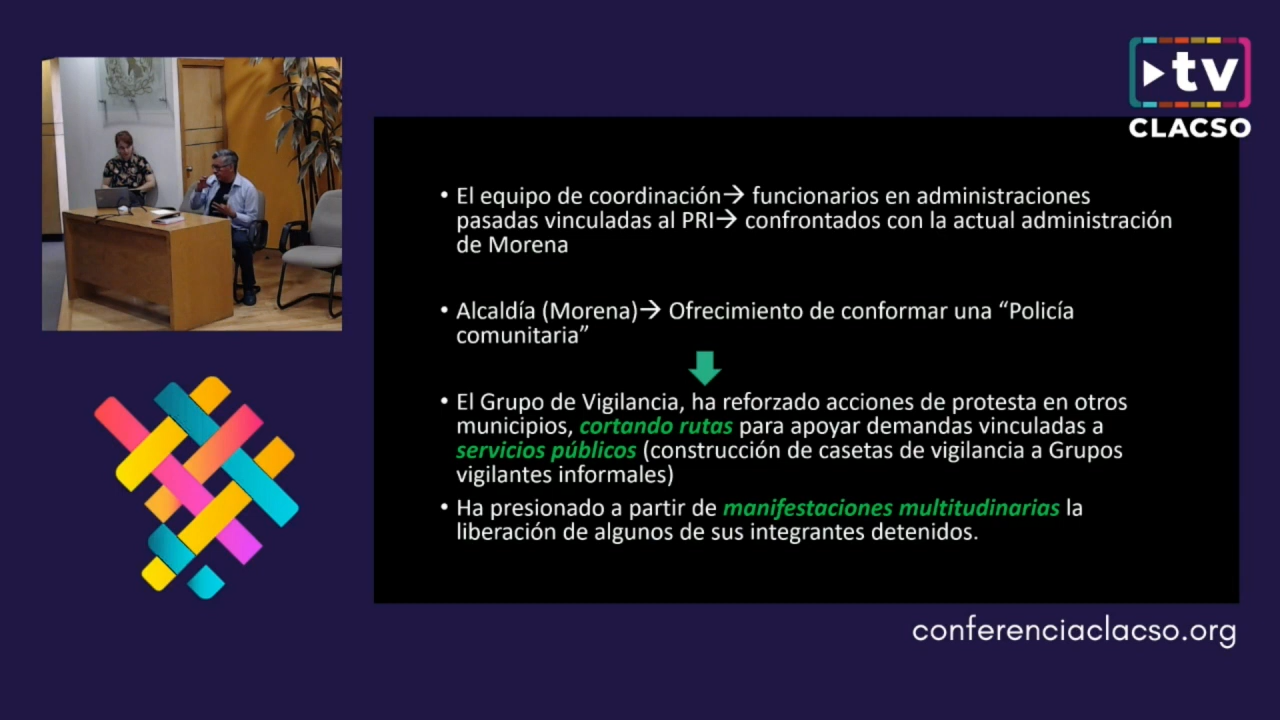 tv
CLACSO
• El equipo de coordinación→ funcionarios en administraciones
pasadas vinculadas al PRI→ confrontados con la actual administración
de Morena
• Alcaldía (Morena)→ Ofrecimiento de conformar una “Policía
comunitaria”
• El Grupo de Vigilancia, ha reforzado acciones de protesta en otros
municipios, cortando rutas para apoyar demandas vinculadas a
servicios públicos (construcción de casetas de vigilancia a Grupos
vigilantes informales)
• Ha presionado a partir de manifestaciones multitudinarias la
liberación de algunos de sus integrantes detenidos.
conferenciaclacso.org